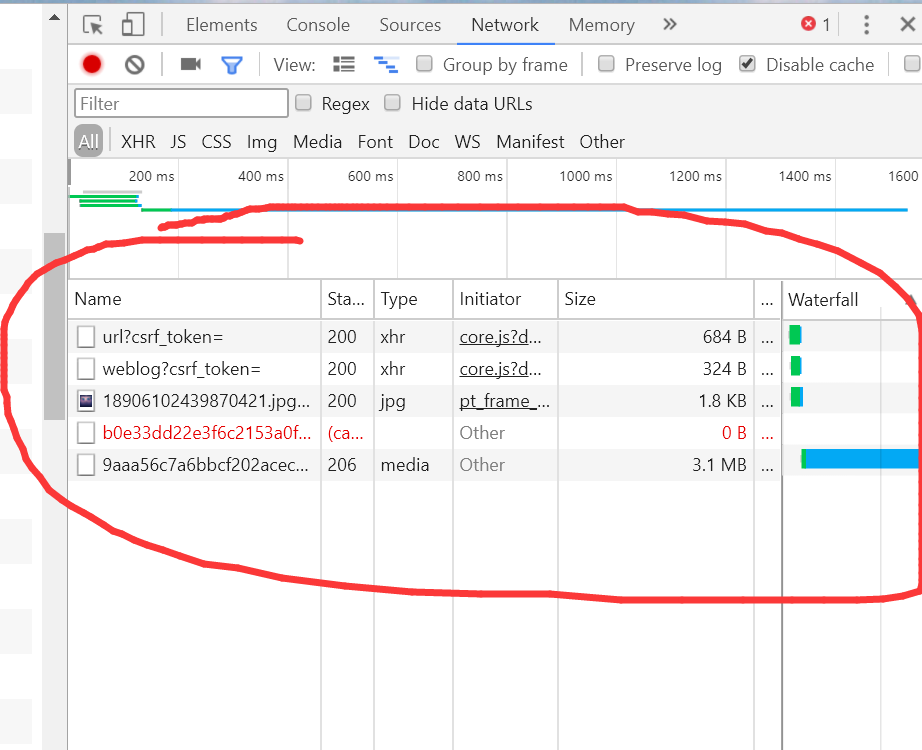 Elements Console Sources Network Memory » 1
View: Group by frame Preserve log Disable cache
Filter Regex Hide data URLs
All XHR JS CSS Img Media Font Doc WS Manifest Other
200 ms 400 ms 600 ms 800 ms 1000 ms 1200 ms 1400 ms 1600
Name Sta... Type Initiator Size ... Waterfall
url?csrf_token= 200 xhr core.js?d... 684 B ...
weblog?csrf_token= 200 xhr core.js?d... 324 B ...
18906102439870421.jpg... 200 jpg pt_frame_... 1.8 KB ...
b0e33dd22e3f6c2153a0f... (ca... Other 0 B ...
9aaa56c7a6bbcf202acec... 206 media Other 3.1 MB ...